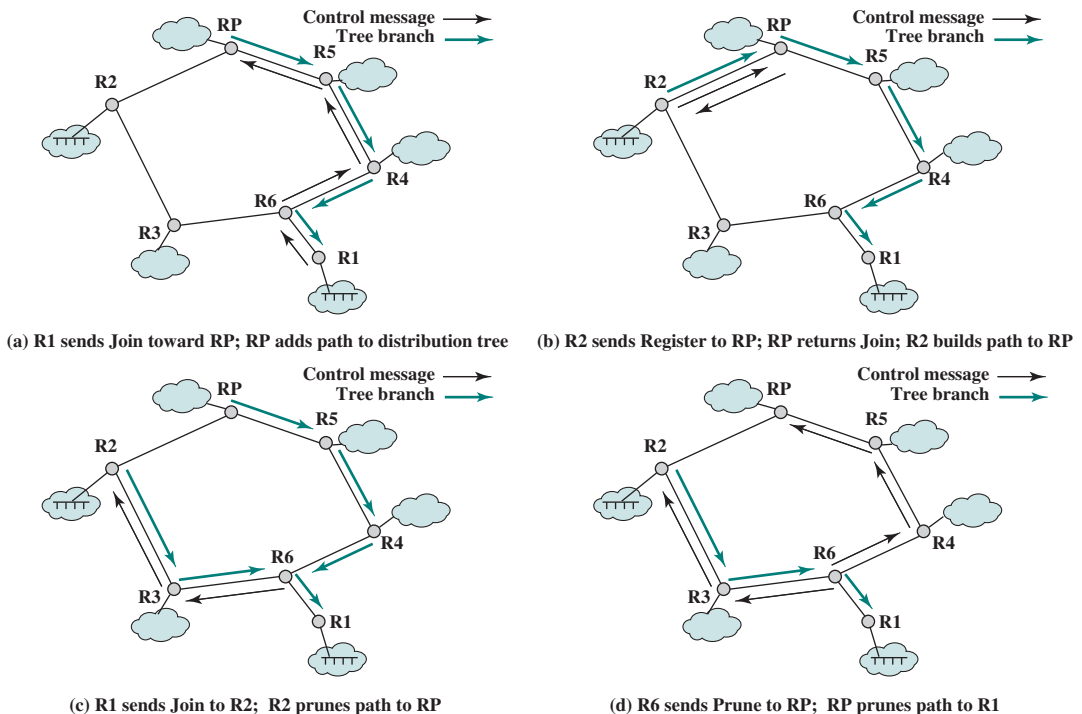 Control message
Tree branch
RP
R5
R2
R4
R6
R3
R1
(a) R1 sends Join toward RP; RP adds path to distribution tree
Control message
Tree branch
RP
R5
R2
R4
R6
R3
R1
(b) R2 sends Register to RP; RP returns Join; R2 builds path to RP
Control message
Tree branch
RP
R5
R2
R4
R6
R3
R1
(c) R1 sends Join to R2; R2 prunes path to RP
Control message
Tree branch
RP
R5
R2
R4
R6
R3
R1
(d) R6 sends Prune to RP; RP prunes path to R1